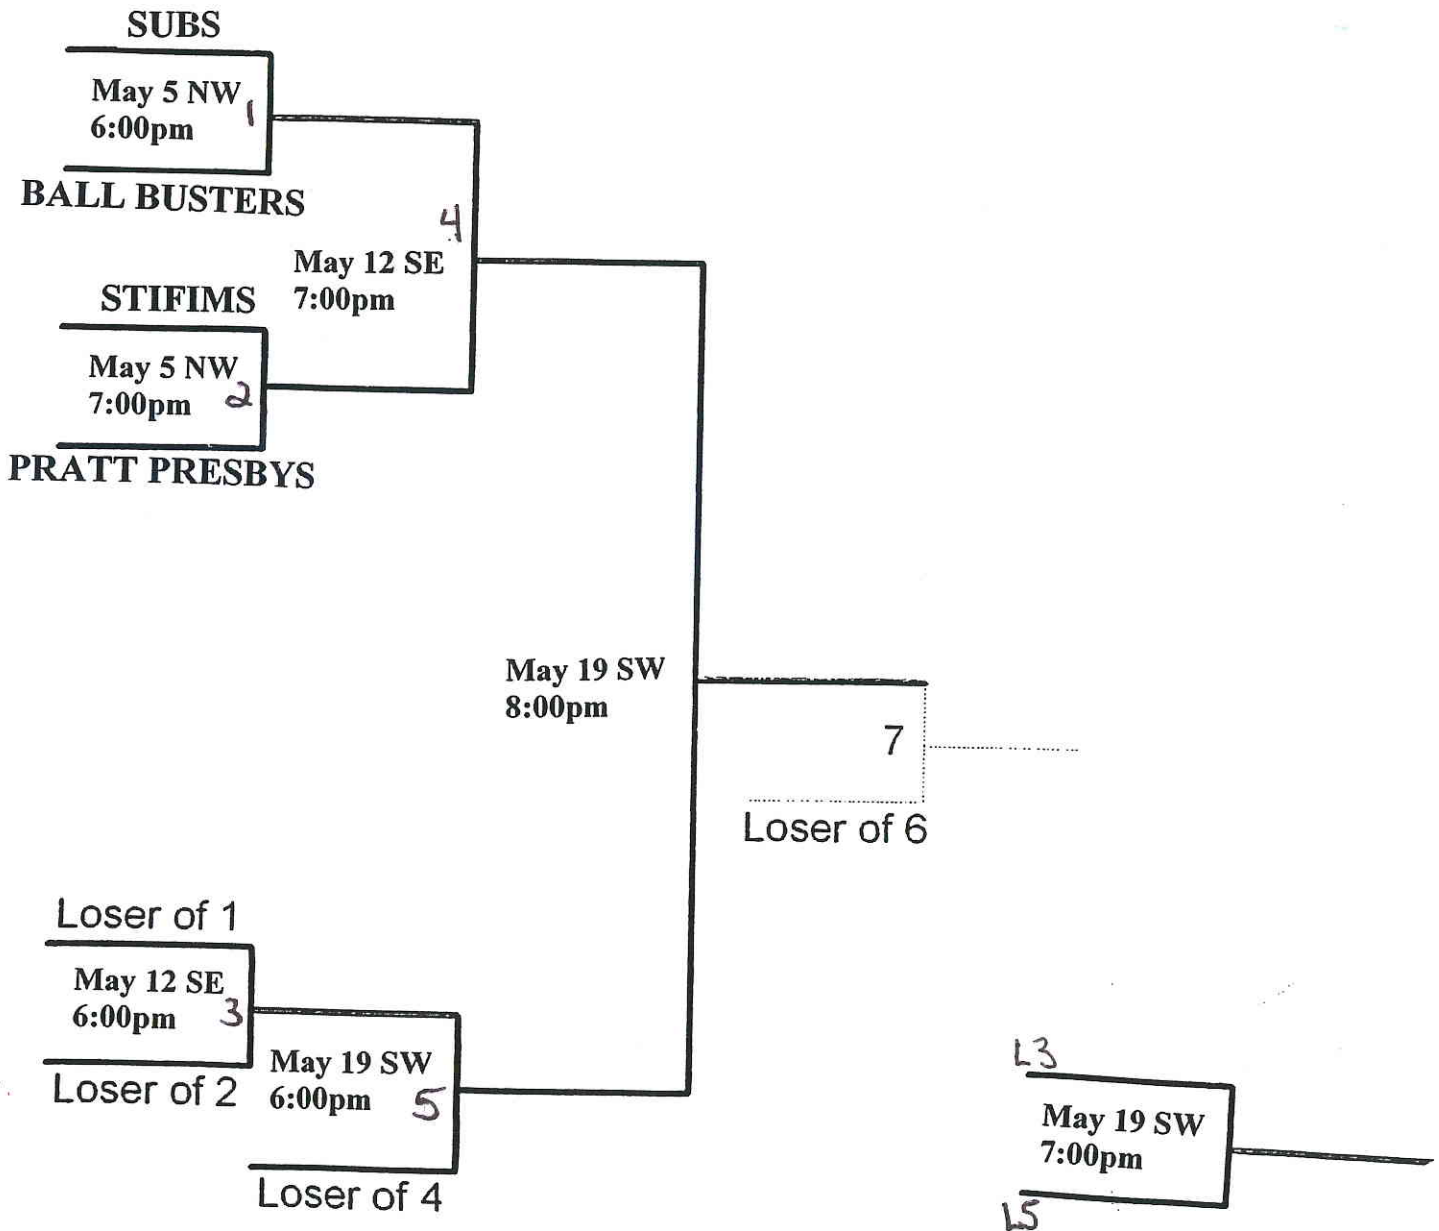 SUBS
May 5 NW
6:00pm
1
BALL BUSTERS
4
May 12 SE
7:00pm
STIFIMS
May 5 NW
7:00pm
2
PRATT PRESBYS
May 19 SW
8:00pm
7
Loser of 6
Loser of 1
May 12 SE
6:00pm
3
Loser of 2
May 19 SW
6:00pm
5
Loser of 4
L3
May 19 SW
7:00pm
L5